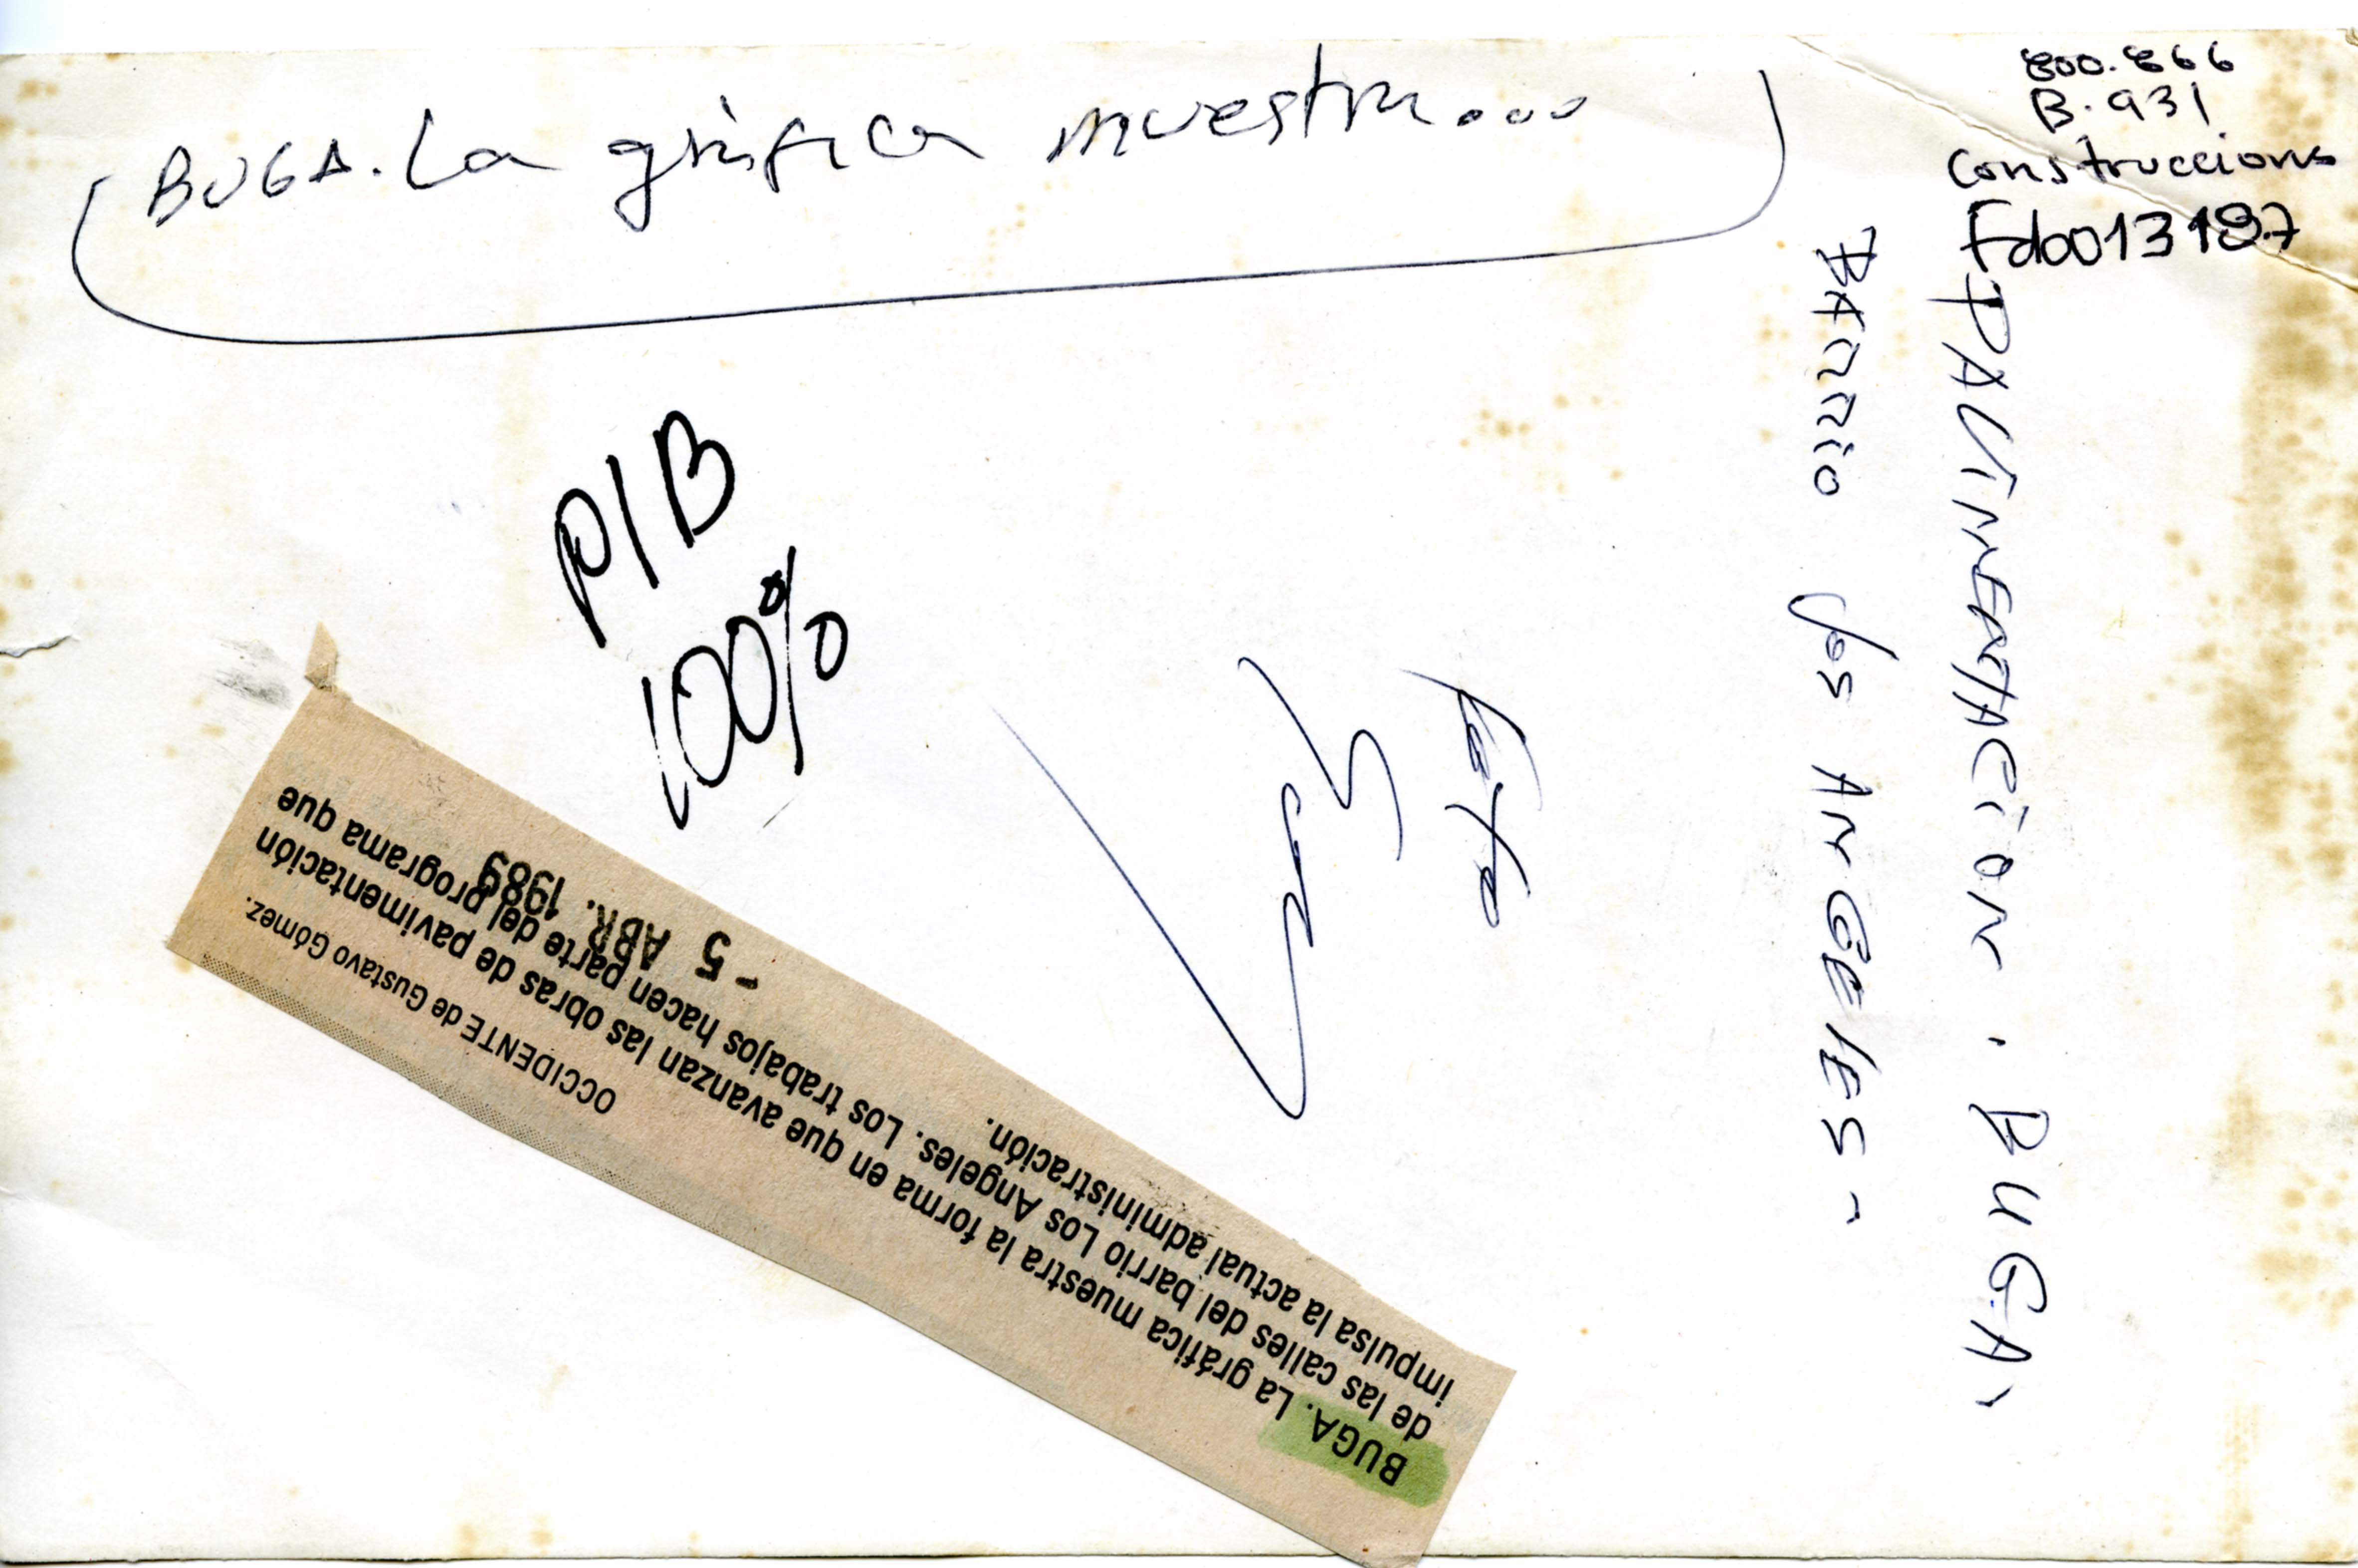 BUGA. La gráfica muestra...
800.866
B.931
Construcciones
Fdo013197
PAVIMENTACION. BUGA
BARRIO Los ANGELES-
P/B
100%
Foto
OCCIDENTE de Gustavo Gómez.
BUGA. La gráfica muestra la forma en que avanzan las obras de pavimentación
de las calles del barrio Los Angeles. Los trabajos hacen parte del programa que
impulsa la actual administración.
- 5 ABR. 1989